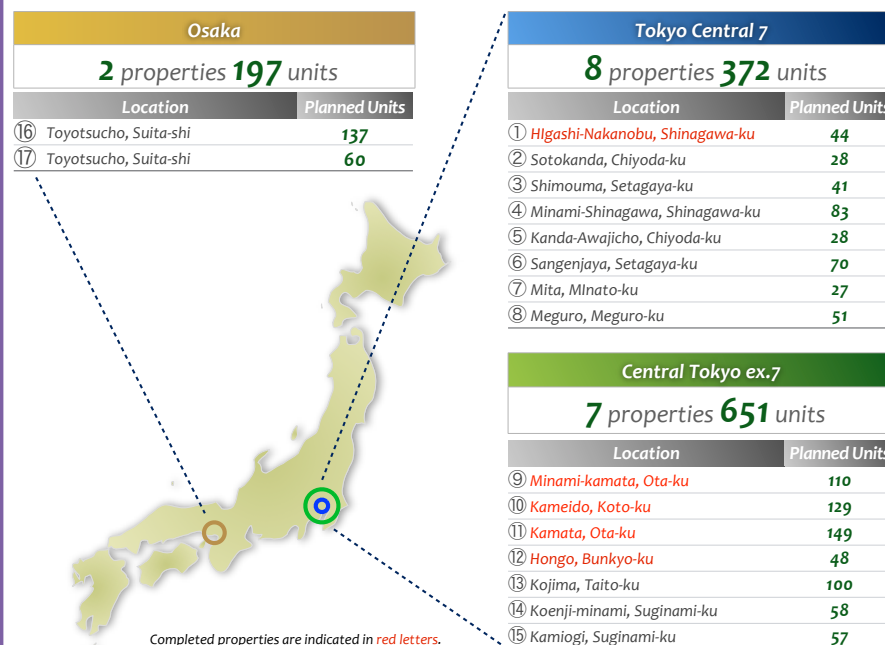 Osaka
2 properties 197 units
Location Planned Units
⑯ Toyotsucho, Suita-shi 137
⑰ Toyotsucho, Suita-shi 60
Tokyo Central 7
8 properties 372 units
Location Planned Units
① HIgashi-Nakanobu, Shinagawa-ku 44
② Sotokanda, Chiyoda-ku 28
③ Shimouma, Setagaya-ku 41
④ Minami-Shinagawa, Shinagawa-ku 83
⑤ Kanda-Awajicho, Chiyoda-ku 28
⑥ Sangenjaya, Setagaya-ku 70
⑦ Mita, MInato-ku 27
⑧ Meguro, Meguro-ku 51
Central Tokyo ex.7
7 properties 651 units
Location Planned Units
⑨ Minami-kamata, Ota-ku 110
⑩ Kameido, Koto-ku 129
⑪ Kamata, Ota-ku 149
⑫ Hongo, Bunkyo-ku 48
⑬ Kojima, Taito-ku 100
⑭ Koenji-minami, Suginami-ku 58
⑮ Kamiogi, Suginami-ku 57
Completed properties are indicated in red letters.